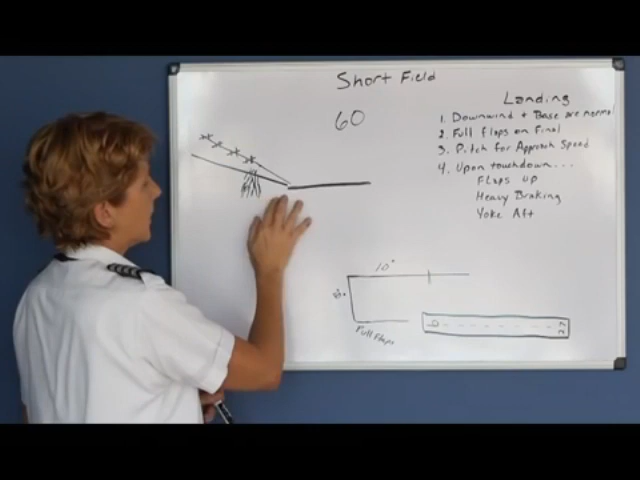 Short Field
60
Landing
1. Downwind + Base are normal
2. Full flaps on Final
3. Pitch for Approach Speed
4. Upon touchdown...
Flaps UP
Heavy Braking
Yoke Aft
10°
Full flaps
27